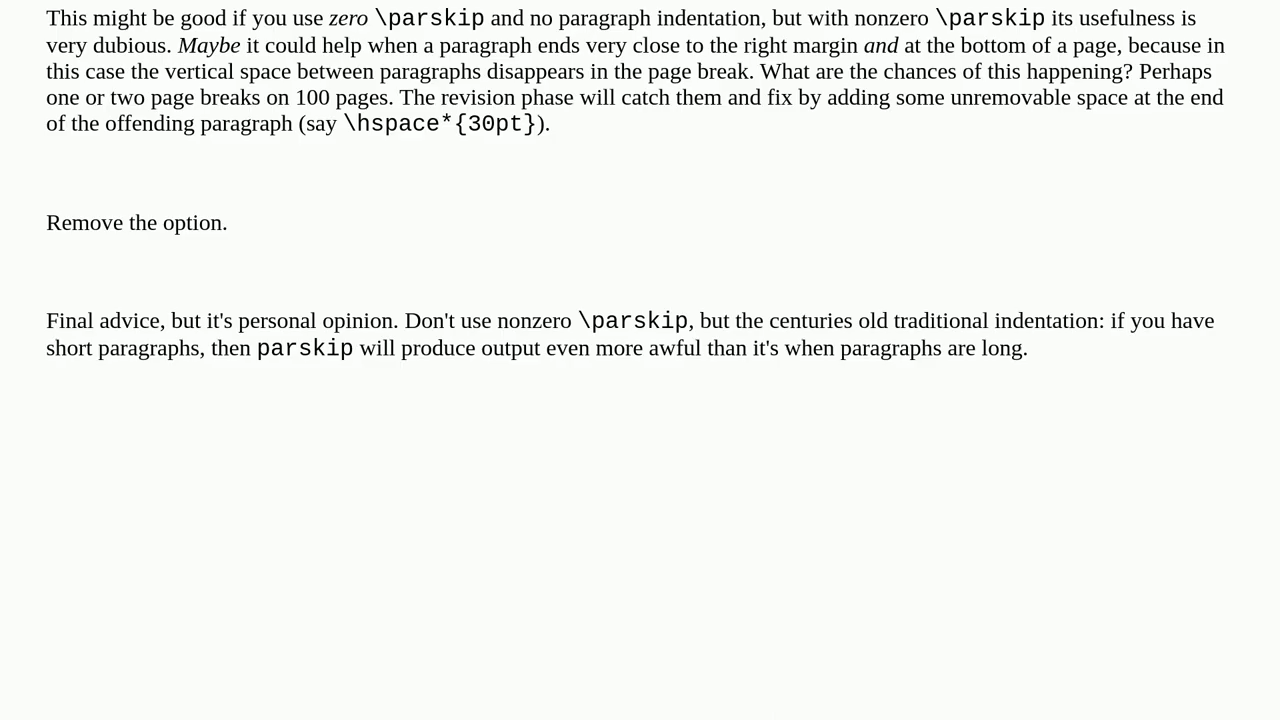 This might be good if you use zero \parskip and no paragraph indentation, but with nonzero \parskip its usefulness is
very dubious. Maybe it could help when a paragraph ends very close to the right margin and at the bottom of a page, because in
this case the vertical space between paragraphs disappears in the page break. What are the chances of this happening? Perhaps
one or two page breaks on 100 pages. The revision phase will catch them and fix by adding some unremovable space at the end
of the offending paragraph (say \hspace*{30pt}).
Remove the option.
Final advice, but it's personal opinion. Don't use nonzero \parskip, but the centuries old traditional indentation: if you have
short paragraphs, then parskip will produce output even more awful than it's when paragraphs are long.